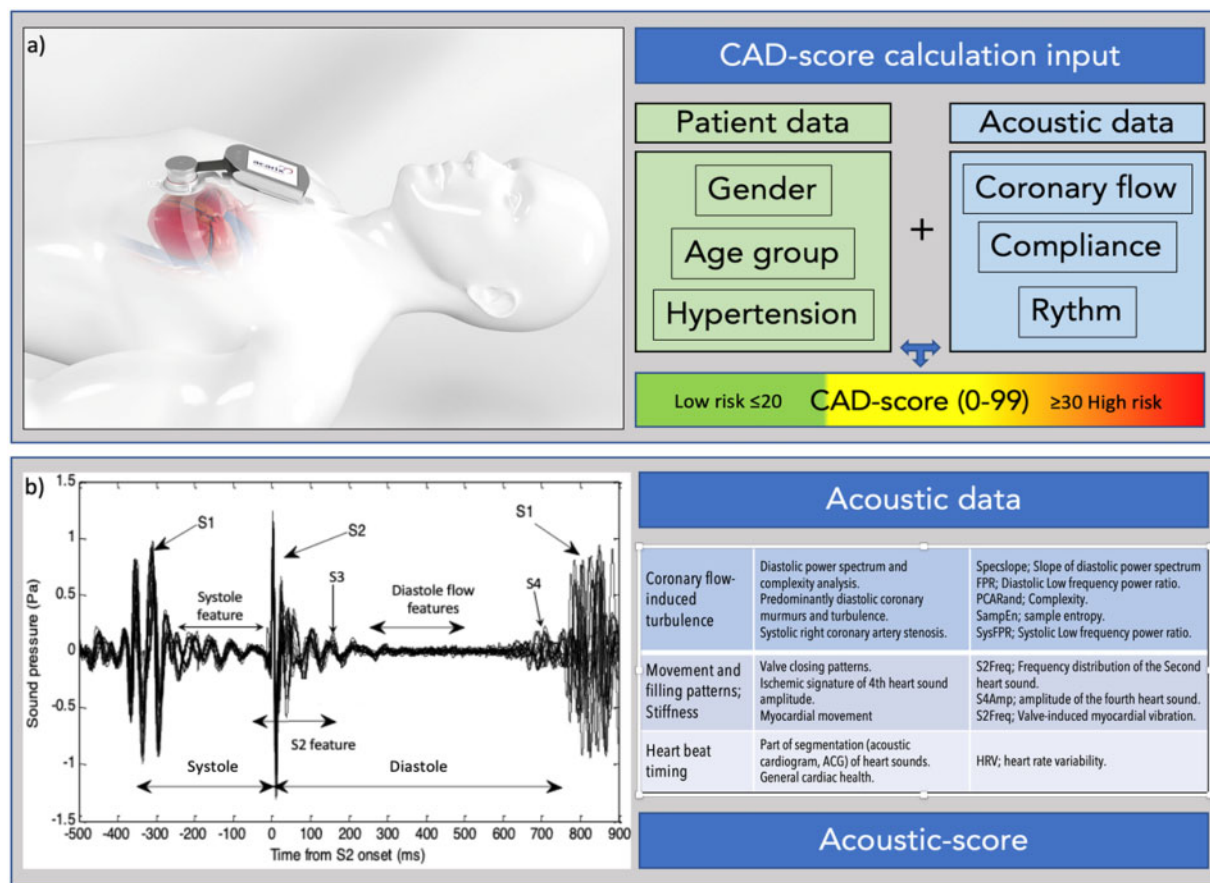 a)
acarix
CAD-score calculation input
Patient data
Acoustic data
Gender
Age group
Hypertension
+
Coronary flow
Compliance
Rythm
Low risk ≤20
CAD-score (0-99)
≥30 High risk
b)
1.5
1
0.5
0
-0.5
-1
-1.5
Sound pressure (Pa)
S1
S2
S3
S4
S1
Systole
feature
Diastole flow
features
S2 feature
Systole
Diastole
-500 -400 -300 -200 -100 0 100 200 300 400 500 600 700 800 900
Time from S2 onset (ms)
Acoustic data
Coronary flow-
induced
turbulence
Diastolic power spectrum and
complexity analysis.
Predominantly diastolic coronary
murmurs and turbulence.
Systolic right coronary artery stenosis.
Specslope; Slope of diastolic power spectrum
FPR; Diastolic Low frequency power ratio.
PCARand; Complexity.
SampEn; sample entropy.
SysFPR; Systolic Low frequency power ratio.
Movement and
filling patterns;
Stiffness
Valve closing patterns.
Ischemic signature of 4th heart sound
amplitude.
Myocardial movement
S2Freq; Frequency distribution of the Second
heart sound.
S4Amp; amplitude of the fourth heart sound.
S2Freq; Valve-induced myocardial vibration.
Heart beat
timing
Part of segmentation (acoustic
cardiogram, ACG) of heart sounds.
General cardiac health.
HRV; heart rate variability.
Acoustic-score